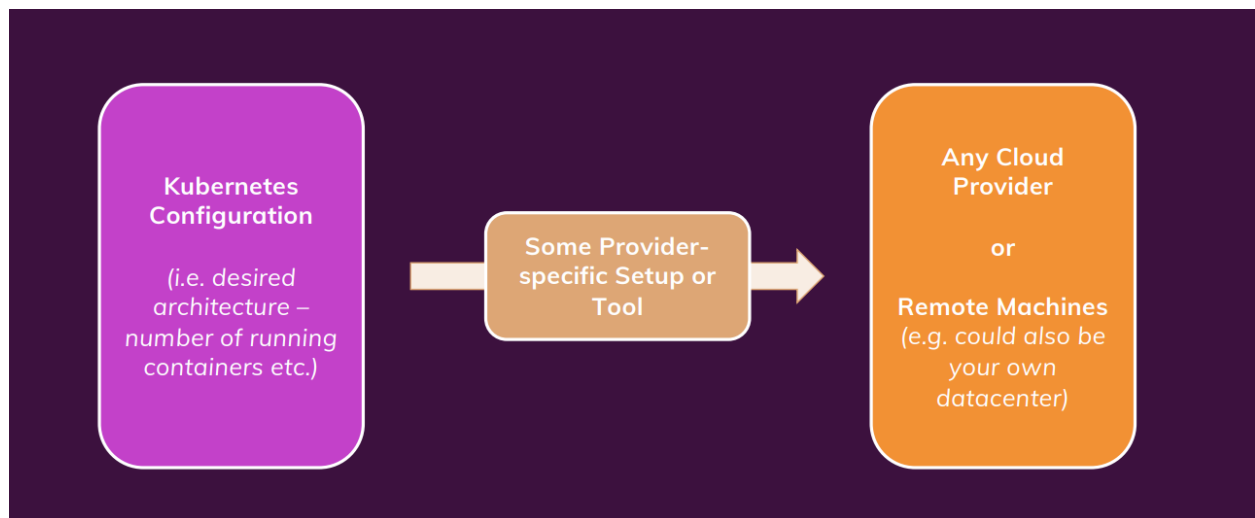 Kubernetes
Configuration
(i.e. desired
architecture –
number of running
containers etc.)
Some Provider-
specific Setup or
Tool
Any Cloud
Provider
or
Remote Machines
(e.g. could also be
your own
datacenter)